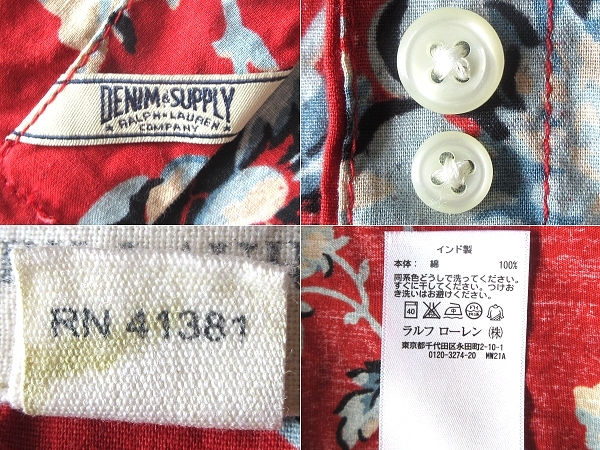 DENIM&SUPPLY
RALPH LAUREN
COMPANY
RN 41381
インド製
本体: 綿 100%
同系色どうしで洗ってください。
すぐに干してください。つけお
き洗いはお避けください。
40
ラルフ ローレン (株)
東京都千代田区永田町2-10-1
0120-3274-20 MW21A